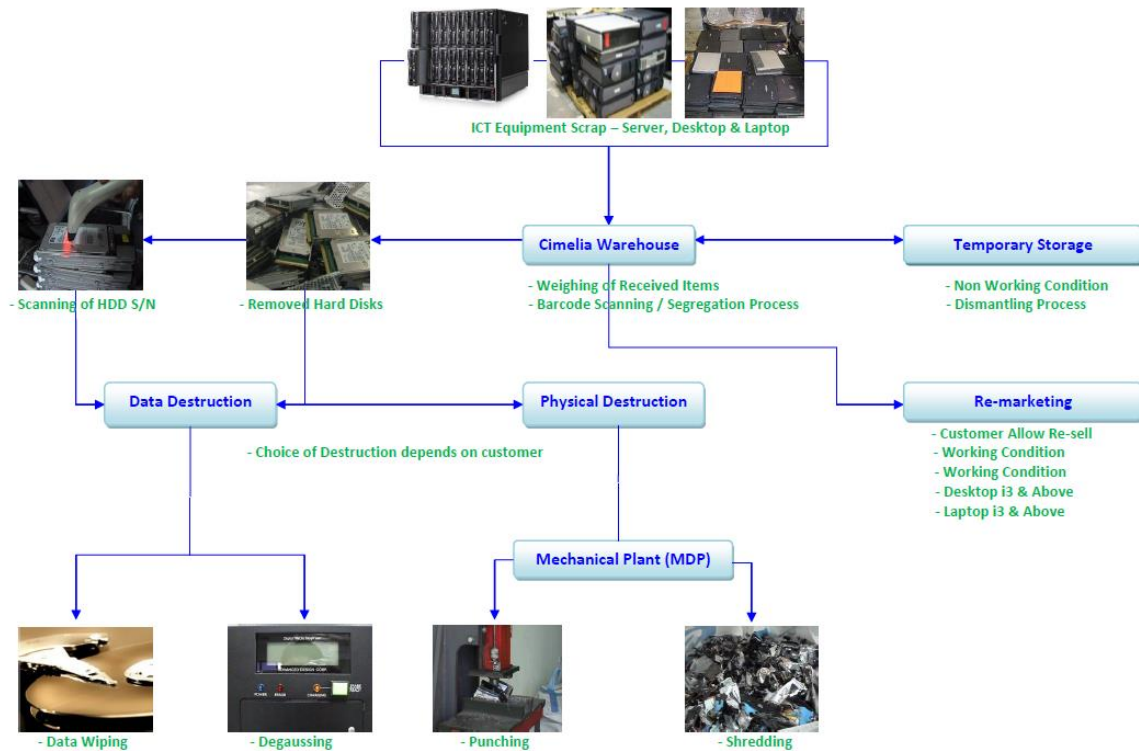 ICT Equipment Scrap – Server, Desktop & Laptop
Cimelia Warehouse
Temporary Storage
- Scanning of HDD S/N
- Removed Hard Disks
- Weighing of Received Items
- Barcode Scanning / Segregation Process
- Non Working Condition
- Dismantling Process
Data Destruction
Physical Destruction
Re-marketing
- Choice of Destruction depends on customer
- Customer Allow Re-sell
- Working Condition
- Working Condition
- Desktop i3 & Above
- Laptop i3 & Above
Mechanical Plant (MDP)
POWER
ERASE
CHARGING
- Data Wiping
- Degaussing
- Punching
- Shredding